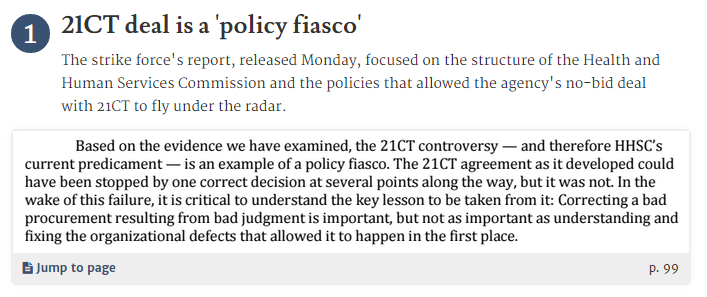 1
21CT deal is a 'policy fiasco'
The strike force's report, released Monday, focused on the structure of the Health and
Human Services Commission and the policies that allowed the agency's no-bid deal
with 21CT to fly under the radar.
Based on the evidence we have examined, the 21CT controversy — and therefore HHSC's
current predicament — is an example of a policy fiasco. The 21CT agreement as it developed could
have been stopped by one correct decision at several points along the way, but it was not. In the
wake of this failure, it is critical to understand the key lesson to be taken from it: Correcting a bad
procurement resulting from bad judgment is important, but not as important as understanding and
fixing the organizational defects that allowed it to happen in the first place.
Jump to page
p. 99